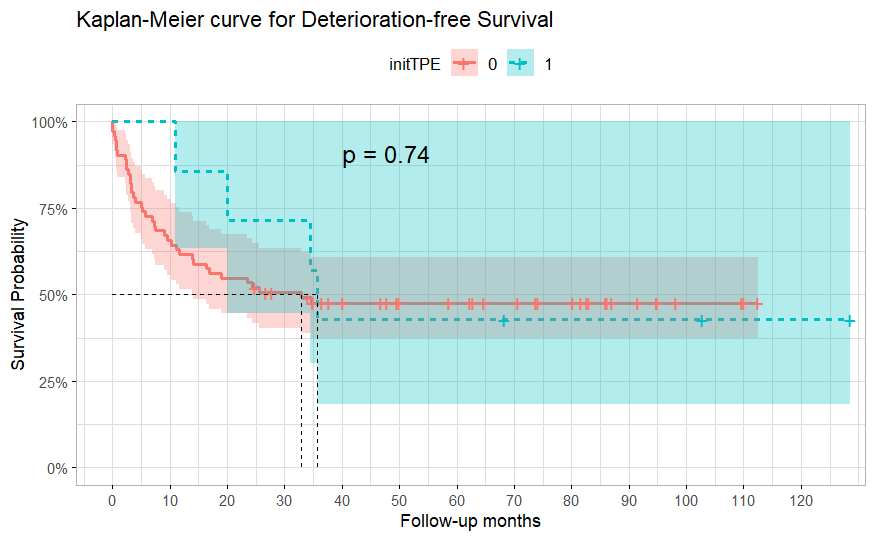 Kaplan-Meier curve for Deterioration-free Survival
initTPE 0 1
100%
p = 0.74
75%
50%
25%
0%
Survival Probability
0 10 20 30 40 50 60 70 80 90 100 110 120
Follow-up months